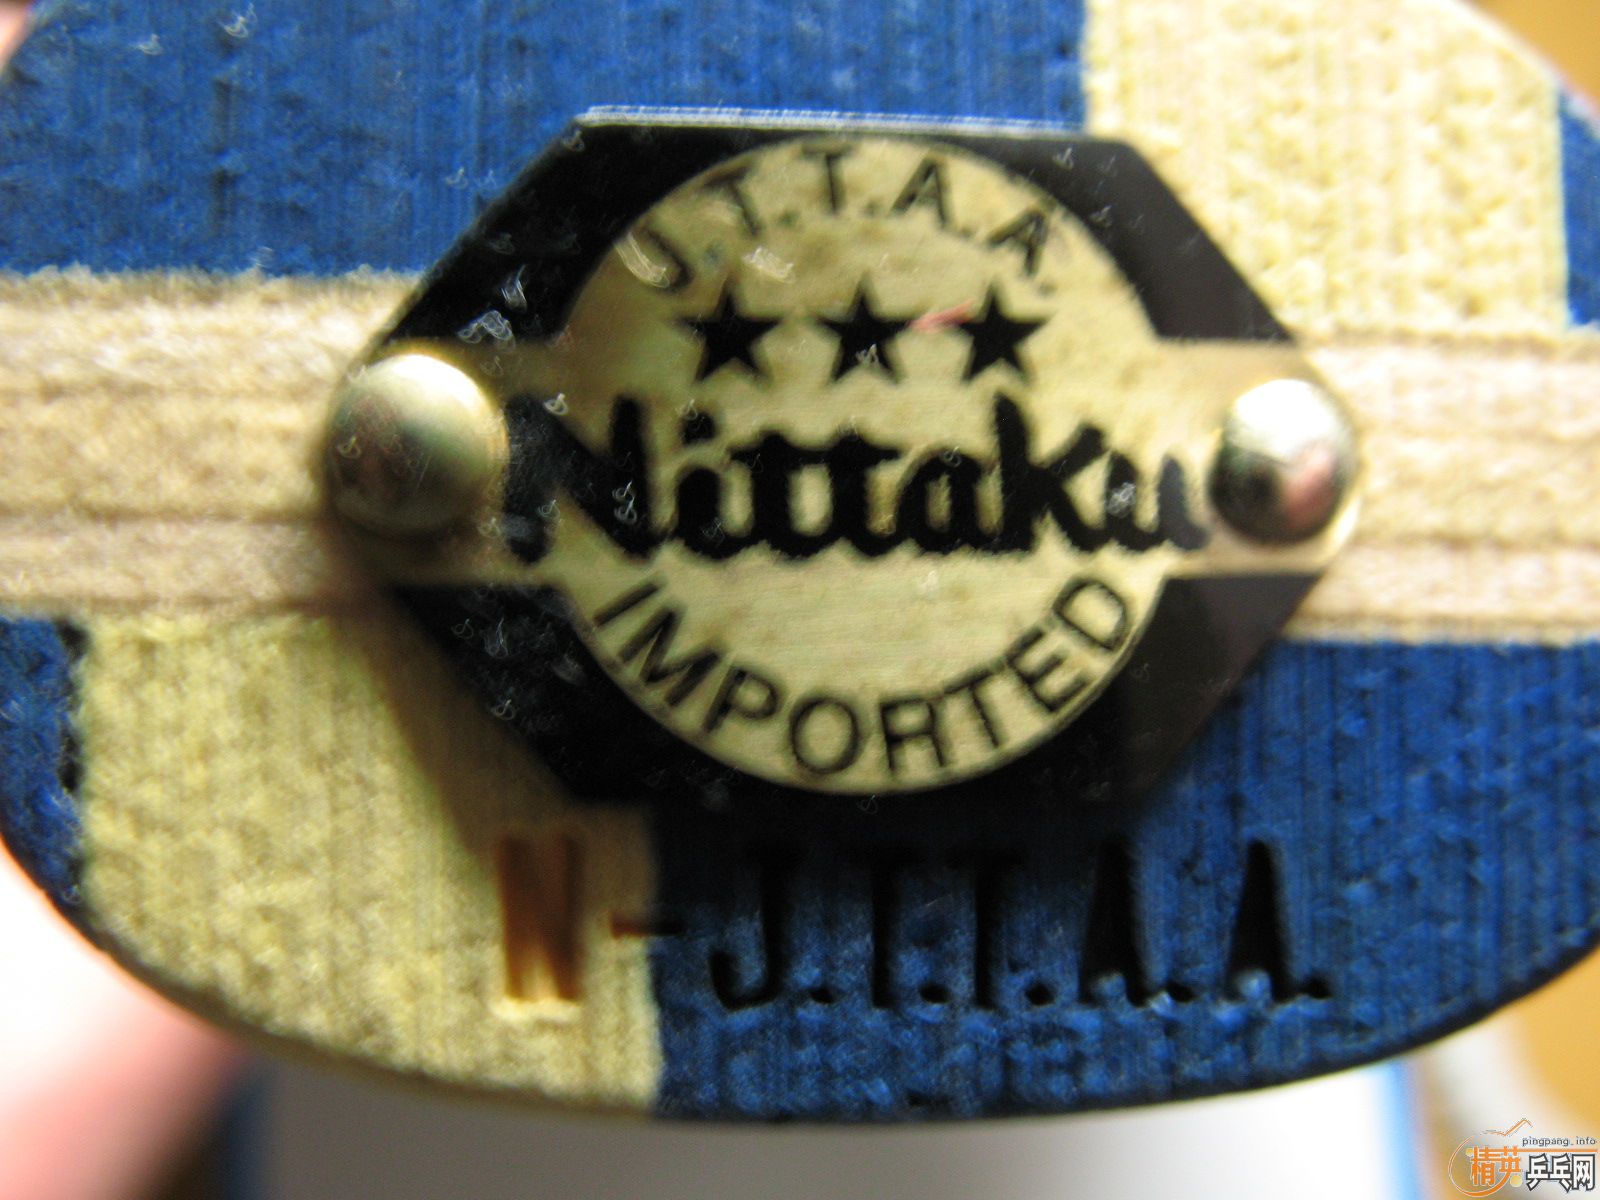 J.T.T.A.A.
★★★
Nittaku
IMPORTED
N-J.T.T.A.A.
pingpang.info
精英乒乓网